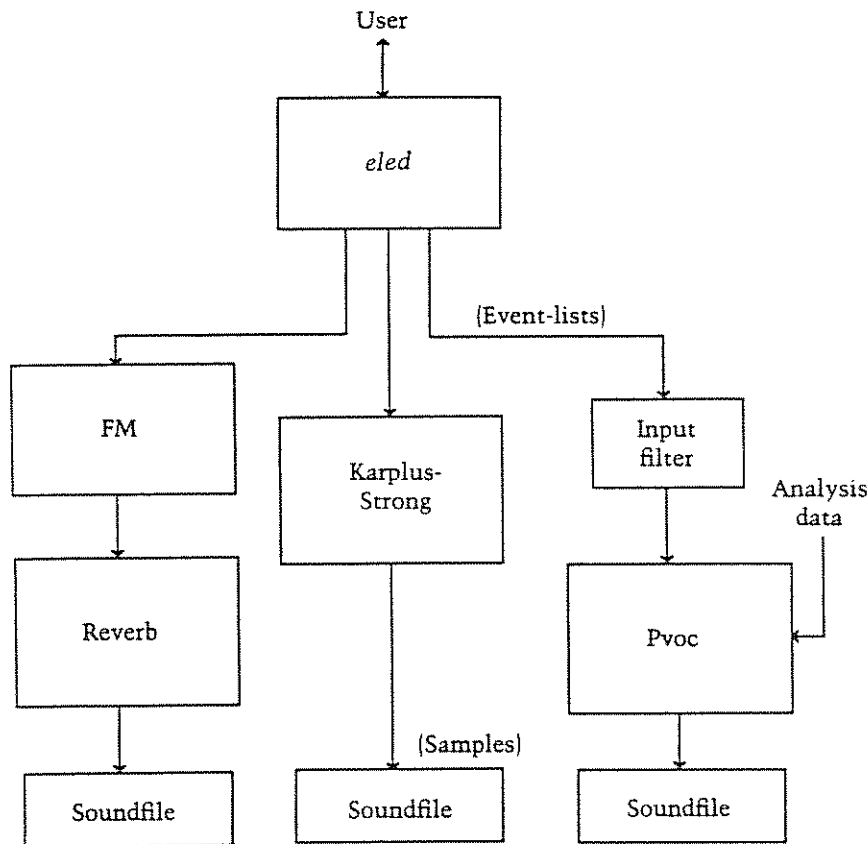 User
eled
(Event-lists)
FM
Karplus-
Strong
Input
filter
Analysis
data
Reverb
Pvoc
(Samples)
Soundfile
Soundfile
Soundfile